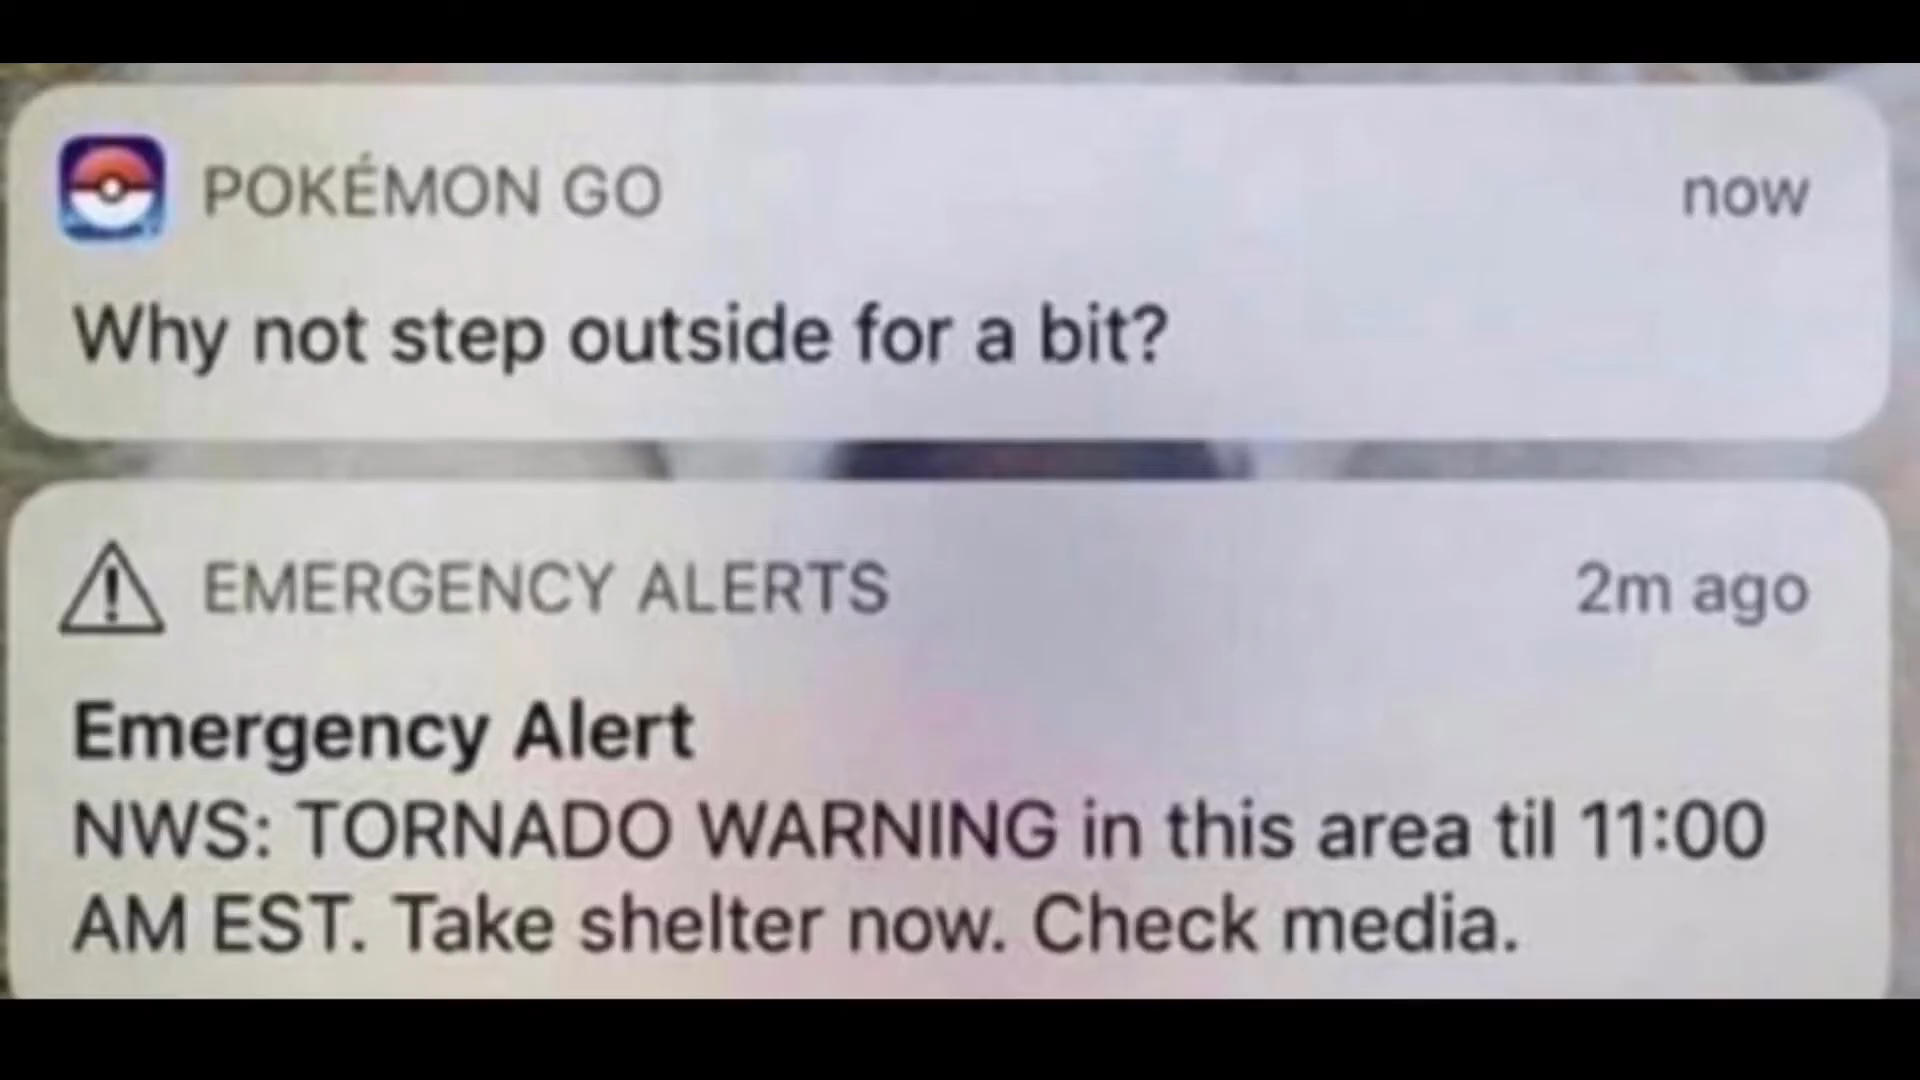 POKÉMON GO now
Why not step outside for a bit?
EMERGENCY ALERTS 2m ago
Emergency Alert
NWS: TORNADO WARNING in this area til 11:00
AM EST. Take shelter now. Check media.